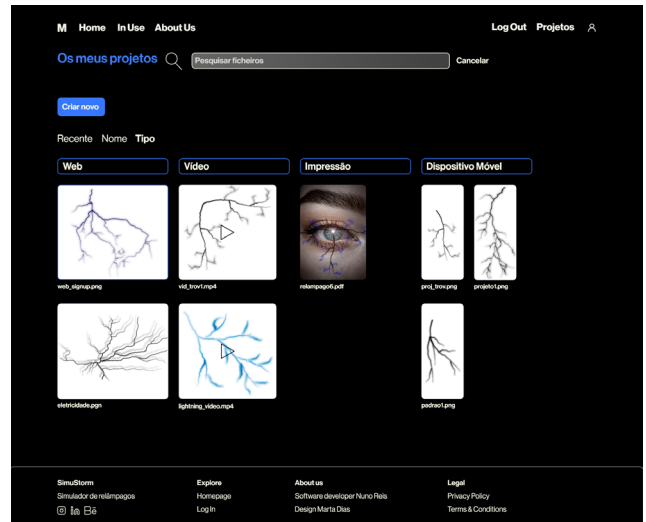 M Home In Use About Us Log Out Projetos
Os meus projetos Pesquisar ficheiros Cancelar
Criar novo
Recente Nome Tipo
Web Vídeo Impressão Dispositivo Móvel
web_signup.png vid_trov1.mp4 relampago6.pdf proj_trov.png projeto1.png
eletricidade.pgn lightning_video.mp4 padrao1.png
SimuStorm Explore About us Legal
Simulador de relâmpagos Homepage Software developer Nuno Reis Privacy Policy
in Bē Log In Design Marta Dias Terms & Conditions